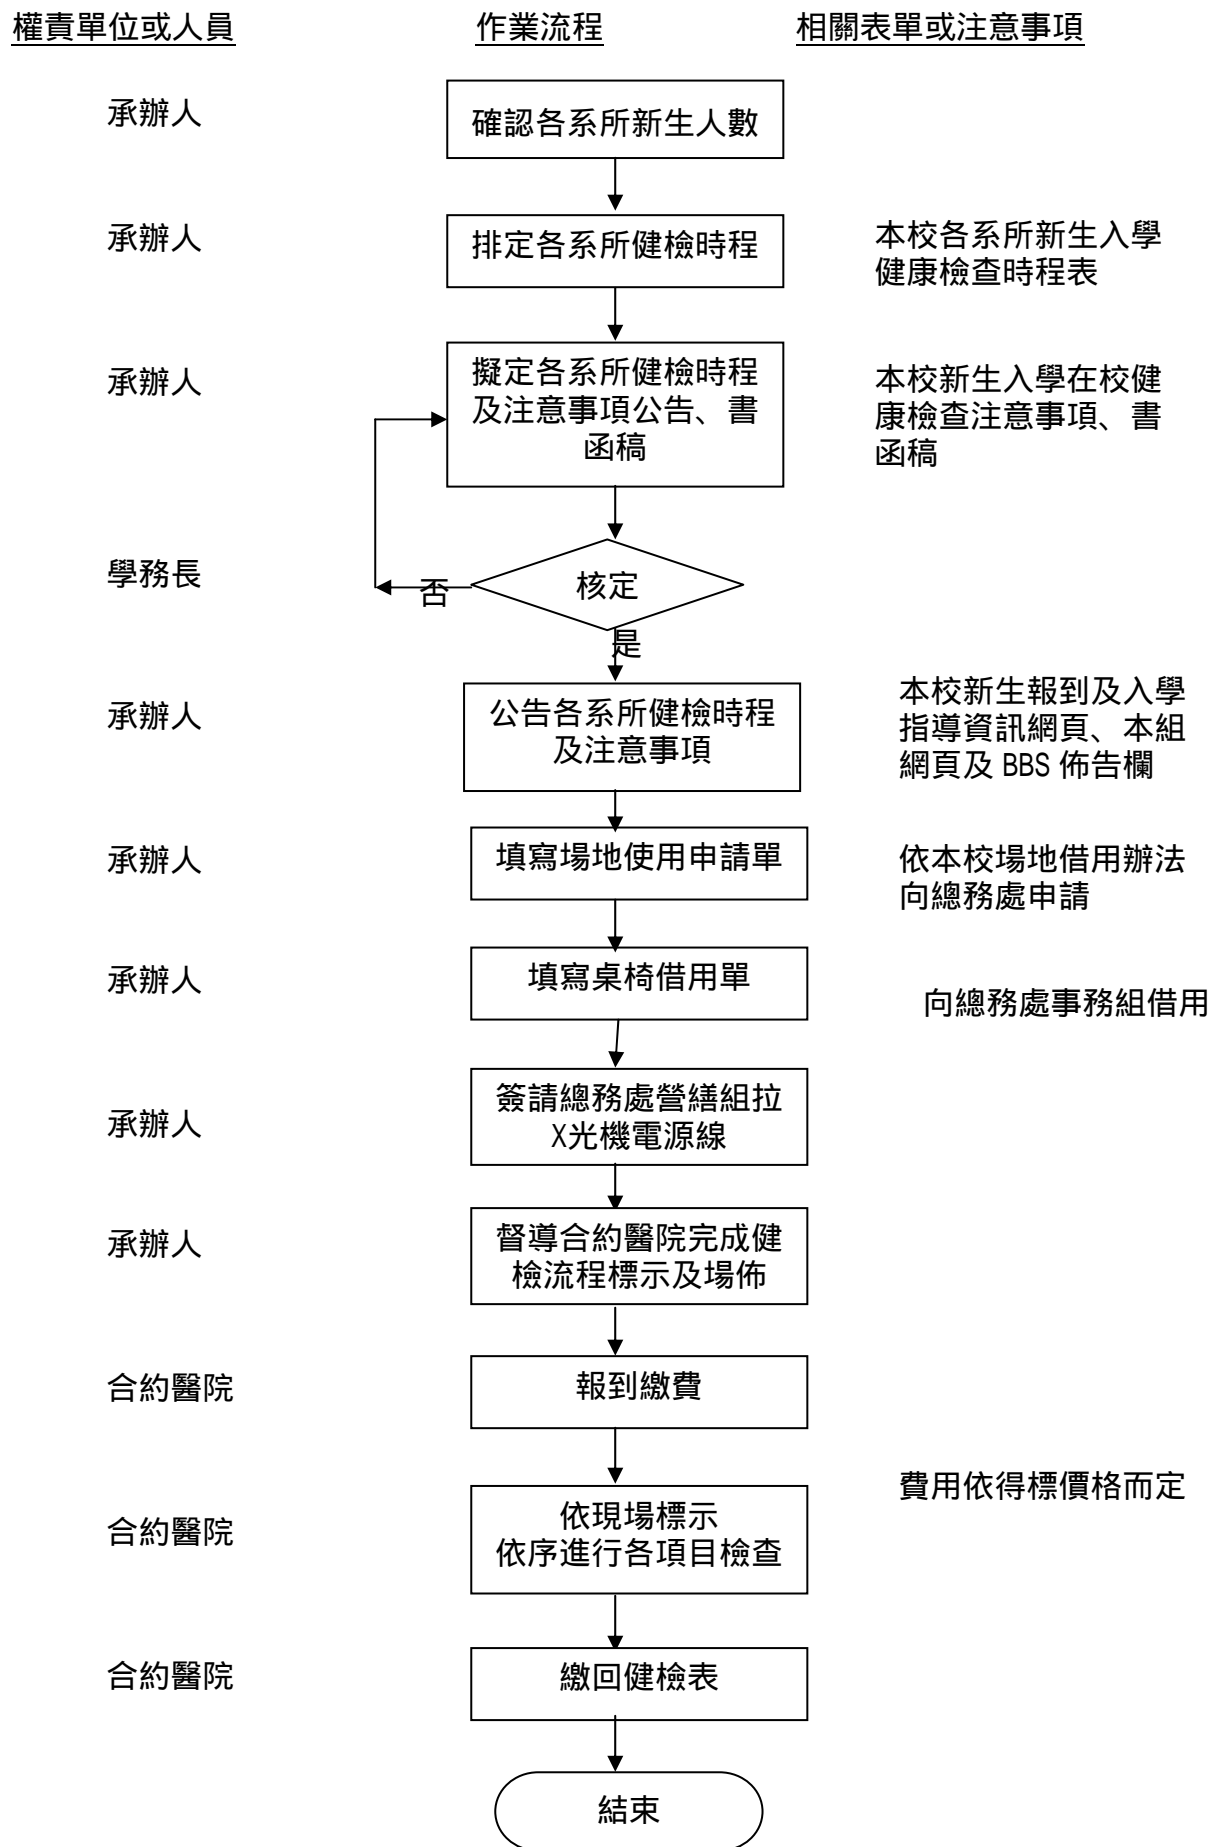 權責單位或人員
作業流程
相關表單或注意事項
承辦人
確認各系所新生人數
承辦人
排定各系所健檢時程
本校各系所新生入學
健康檢查時程表
承辦人
擬定各系所健檢時程
及注意事項公告、書
函稿
本校新生入學在校健
康檢查注意事項、書
函稿
學務長
否
核定
是
承辦人
公告各系所健檢時程
及注意事項
本校新生報到及入學
指導資訊網頁、本組
網頁及 BBS 佈告欄
承辦人
填寫場地使用申請單
依本校場地借用辦法
向總務處申請
承辦人
填寫桌椅借用單
向總務處事務組借用
承辦人
簽請總務處營繕組拉
X光機電源線
承辦人
督導合約醫院完成健
檢流程標示及場佈
合約醫院
報到繳費
費用依得標價格而定
合約醫院
依現場標示
依序進行各項目檢查
合約醫院
繳回健檢表
結束